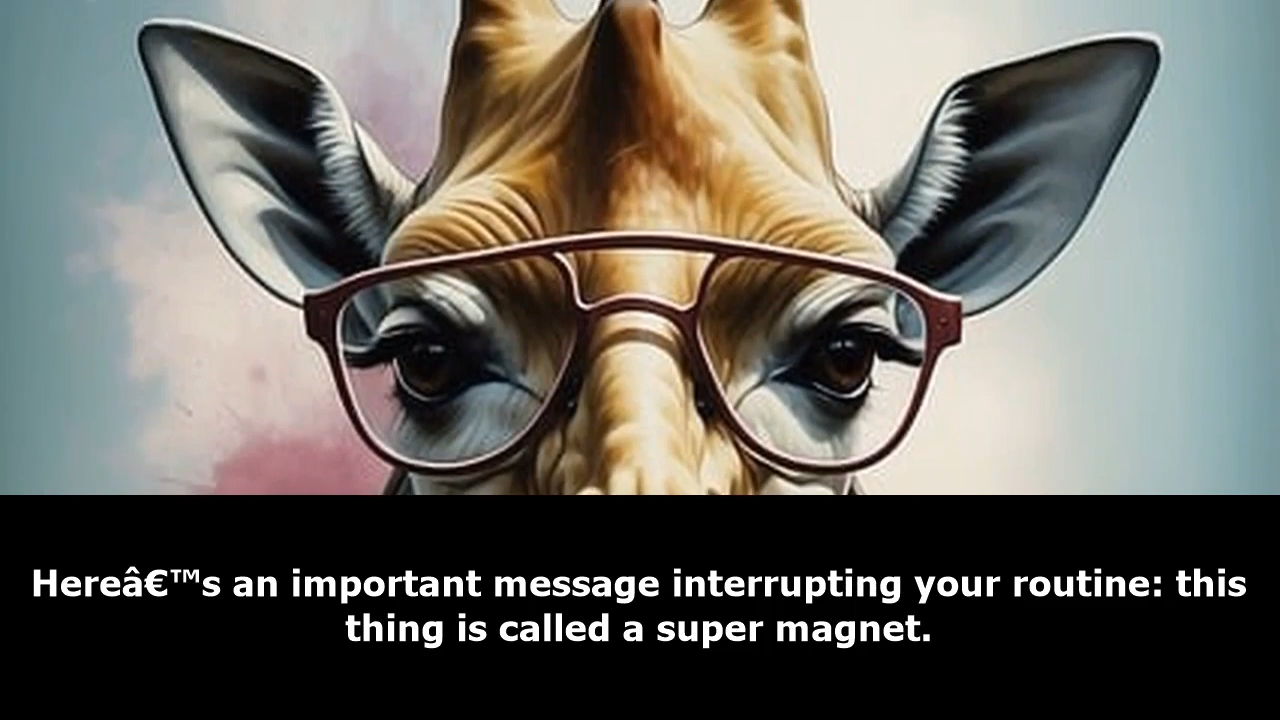 Hereâ€™s an important message interrupting your routine: this
thing is called a super magnet.